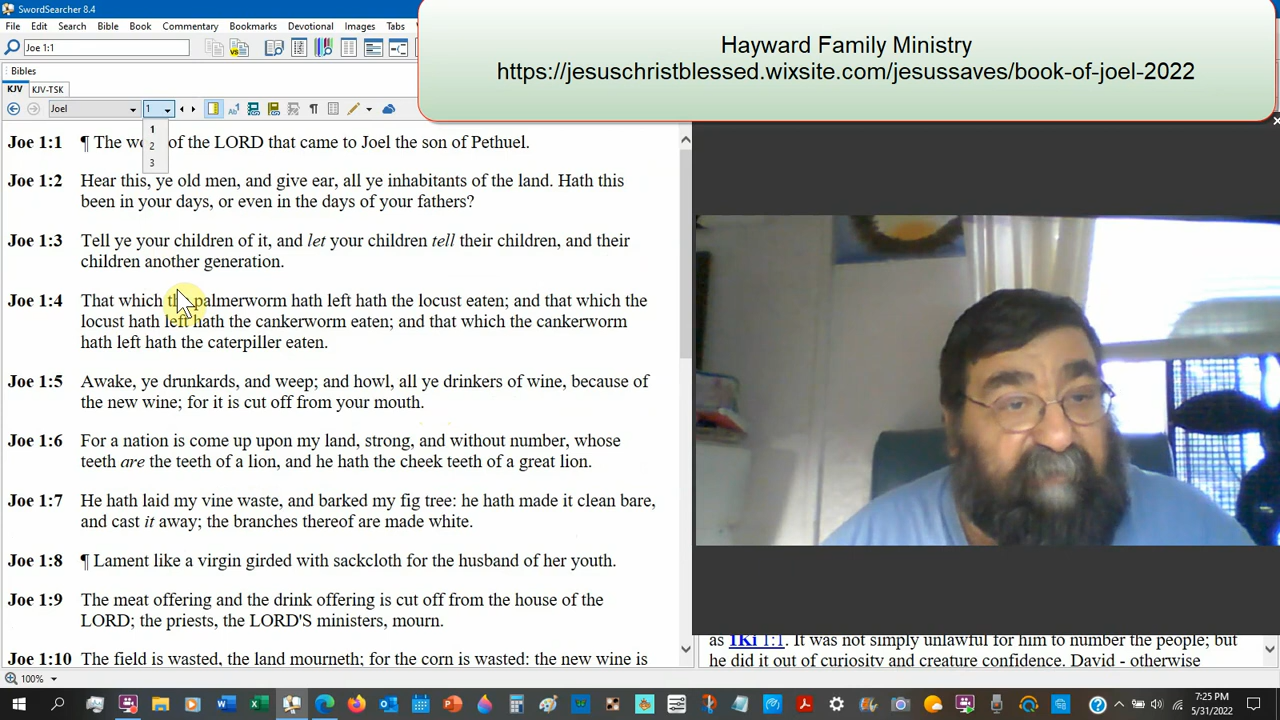 SwordSearcher 8.4
File Edit Search Bible Book Commentary Bookmarks Devotional Images Tabs
Hayward Family Ministry
https://jesuschristblessed.wixsite.com/jesussaves/book-of-joel-2022
Joe 1:1
Bibles
KJV KJV-TSK
Joel 1
1
2
3
Joe 1:1 ¶ The of the LORD that came to Joel the son of Pethuel.
Joe 1:2 Hear this, ye old men, and give ear, all ye inhabitants of the land. Hath this
been in your days, or even in the days of your fathers?
Joe 1:3 Tell ye your children of it, and let your children tell their children, and their
children another generation.
Joe 1:4 That which palmerworm hath left hath the locust eaten; and that which the
locust hath left hath the cankerworm eaten; and that which the cankerworm
hath left hath the caterpiller eaten.
Joe 1:5 Awake, ye drunkards, and weep; and howl, all ye drinkers of wine, because of
the new wine; for it is cut off from your mouth.
Joe 1:6 For a nation is come up upon my land, strong, and without number, whose
teeth are the teeth of a lion, and he hath the cheek teeth of a great lion.
Joe 1:7 He hath laid my vine waste, and barked my fig tree: he hath made it clean bare,
and cast it away; the branches thereof are made white.
Joe 1:8 ¶ Lament like a virgin girded with sackcloth for the husband of her youth.
Joe 1:9 The meat offering and the drink offering is cut off from the house of the
LORD; the priests, the LORD'S ministers, mourn.
Joe 1:10 The field is wasted, the land mourneth; for the corn is wasted: the new wine is
as 1Ki 1:1. It was not simply unlawful for him to number the people; but
he did it out of curiosity and creature confidence. David - otherwise
100%
7:25 PM
5/31/2022